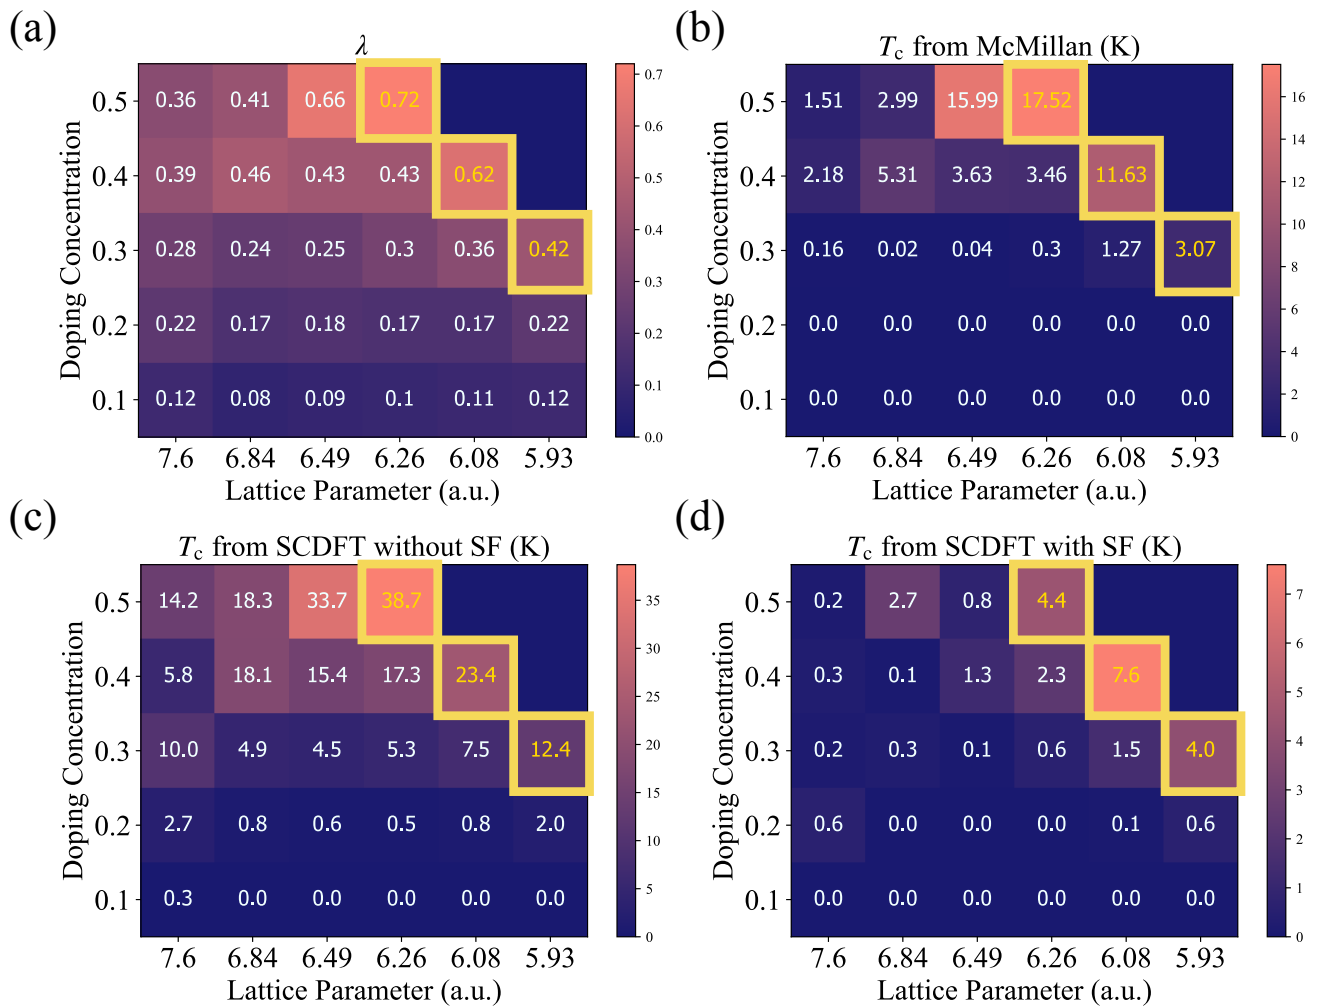 (a)
λ
0.5 0.36 0.41 0.66 0.72
0.4 0.39 0.46 0.43 0.43 0.62
0.3 0.28 0.24 0.25 0.3 0.36 0.42
0.2 0.22 0.17 0.18 0.17 0.17 0.22
0.1 0.12 0.08 0.09 0.1 0.11 0.12
7.6 6.84 6.49 6.26 6.08 5.93
Lattice Parameter (a.u.)
Doping Concentration
0.7
0.6
0.5
0.4
0.3
0.2
0.1
0.0
(b)
Tc from McMillan (K)
0.5 1.51 2.99 15.99 17.52
0.4 2.18 5.31 3.63 3.46 11.63
0.3 0.16 0.02 0.04 0.3 1.27 3.07
0.2 0.0 0.0 0.0 0.0 0.0 0.0
0.1 0.0 0.0 0.0 0.0 0.0 0.0
7.6 6.84 6.49 6.26 6.08 5.93
Lattice Parameter (a.u.)
Doping Concentration
16
14
12
10
8
6
4
2
0
(c)
Tc from SCDFT without SF (K)
0.5 14.2 18.3 33.7 38.7
0.4 5.8 18.1 15.4 17.3 23.4
0.3 10.0 4.9 4.5 5.3 7.5 12.4
0.2 2.7 0.8 0.6 0.5 0.8 2.0
0.1 0.3 0.0 0.0 0.0 0.0 0.0
7.6 6.84 6.49 6.26 6.08 5.93
Lattice Parameter (a.u.)
Doping Concentration
35
30
25
20
15
10
5
0
(d)
Tc from SCDFT with SF (K)
0.5 0.2 2.7 0.8 4.4
0.4 0.3 0.1 1.3 2.3 7.6
0.3 0.2 0.3 0.1 0.6 1.5 4.0
0.2 0.6 0.0 0.0 0.0 0.1 0.6
0.1 0.0 0.0 0.0 0.0 0.0 0.0
7.6 6.84 6.49 6.26 6.08 5.93
Lattice Parameter (a.u.)
Doping Concentration
7
6
5
4
3
2
1
0